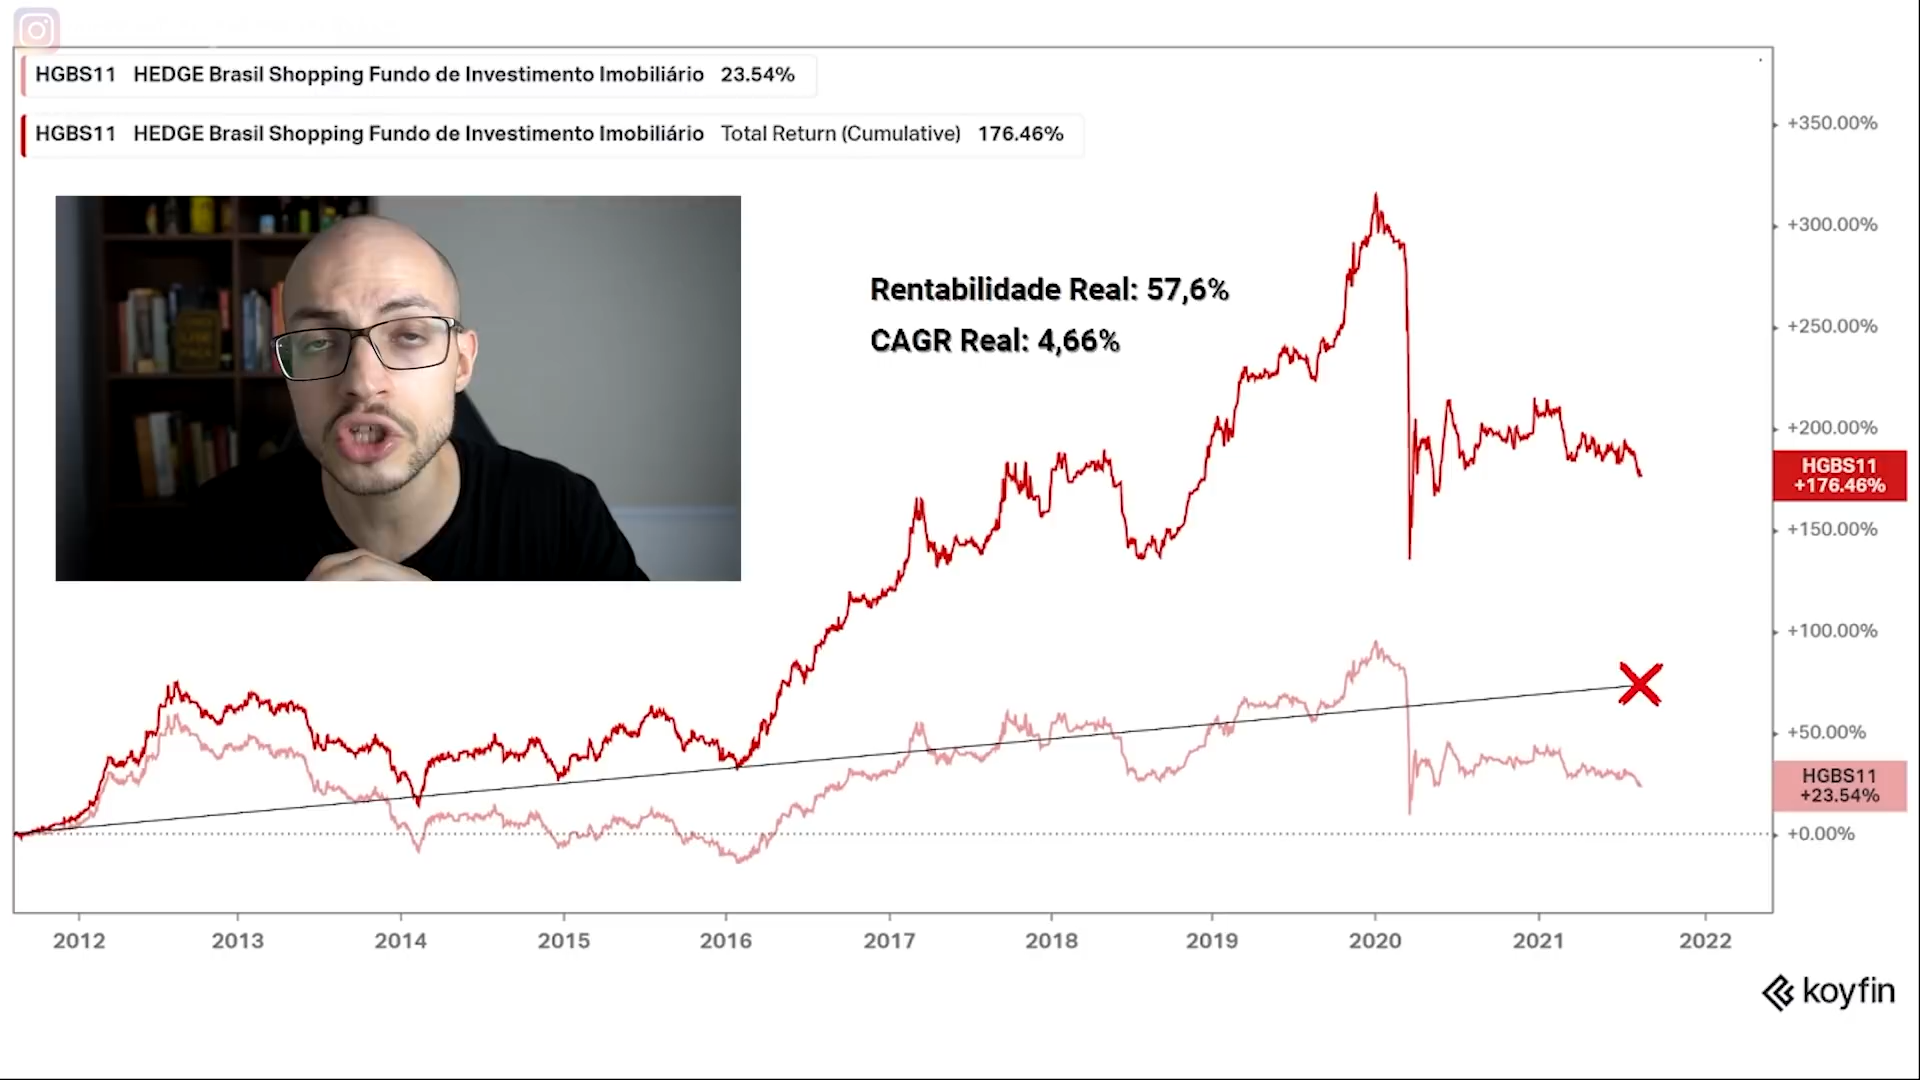 HGBS11 HEDGE Brasil Shopping Fundo de Investimento Imobiliário 23.54%
HGBS11 HEDGE Brasil Shopping Fundo de Investimento Imobiliário Total Return (Cumulative) 176.46%
Rentabilidade Real: 57,6%
CAGR Real: 4,66%
+350.00%
+300.00%
+250.00%
+200.00%
HGBS11
+176.46%
+150.00%
+100.00%
+50.00%
HGBS11
+23.54%
+0.00%
2012 2013 2014 2015 2016 2017 2018 2019 2020 2021 2022
koyfin